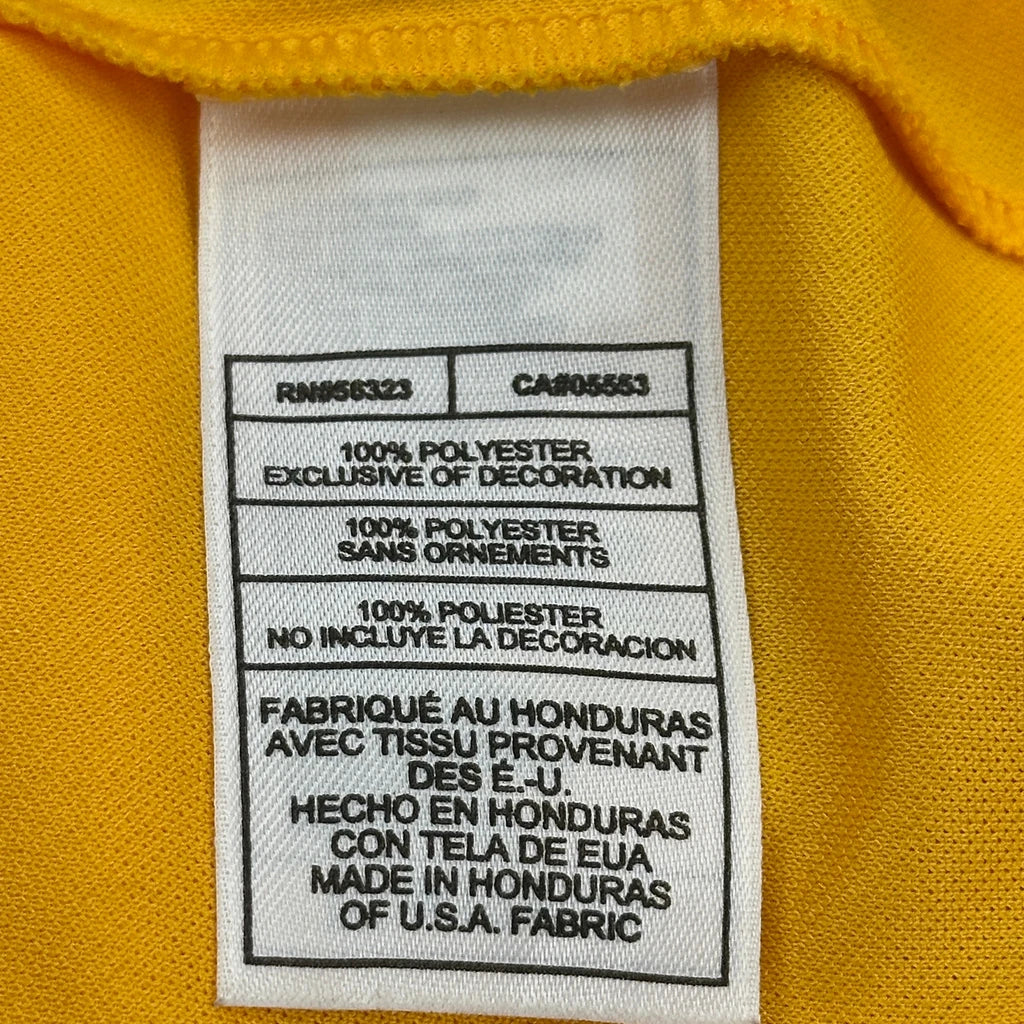 RN#56323 CA#05553
100% POLYESTER
EXCLUSIVE OF DECORATION
100% POLYESTER
SANS ORNEMENTS
100% POLIESTER
NO INCLUYE LA DECORACION
FABRIQUÉ AU HONDURAS
AVEC TISSU PROVENANT
DES É.-U.
HECHO EN HONDURAS
CON TELA DE EUA
MADE IN HONDURAS
OF U.S.A. FABRIC